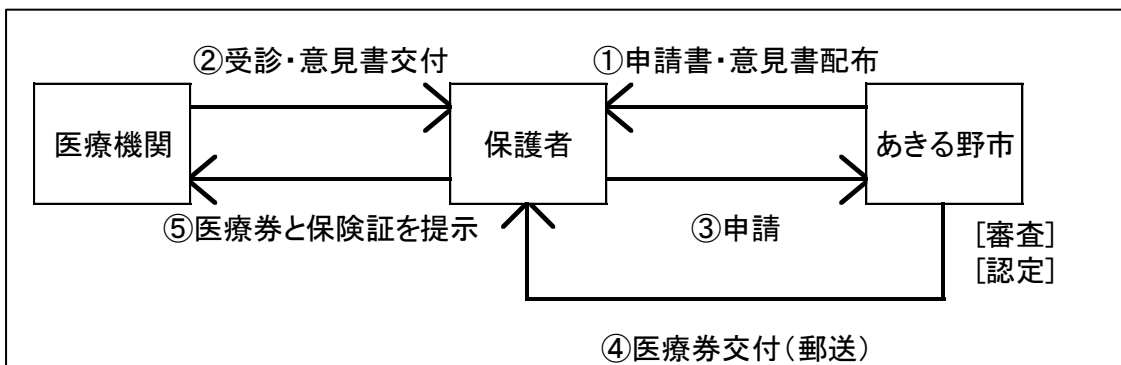 ②受診・意見書交付
①申請書・意見書配布
医療機関
保護者
あきる野市
⑤医療券と保険証を提示
③申請
[審査]
[認定]
④医療券交付(郵送)